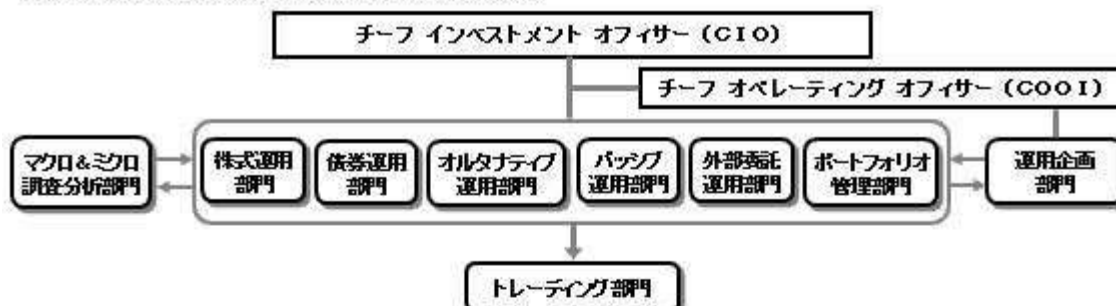 チーフ インベストメント オフィサー (CIO)
チーフ オペレーティング オフィサー (COOI)
マクロ&ミクロ
調査分析部門
株式運用
部門
債券運用
部門
オルタナティブ
運用部門
パッシブ
運用部門
外部委託
運用部門
ポートフォリオ
管理部門
運用企画
部門
トレーディング部門